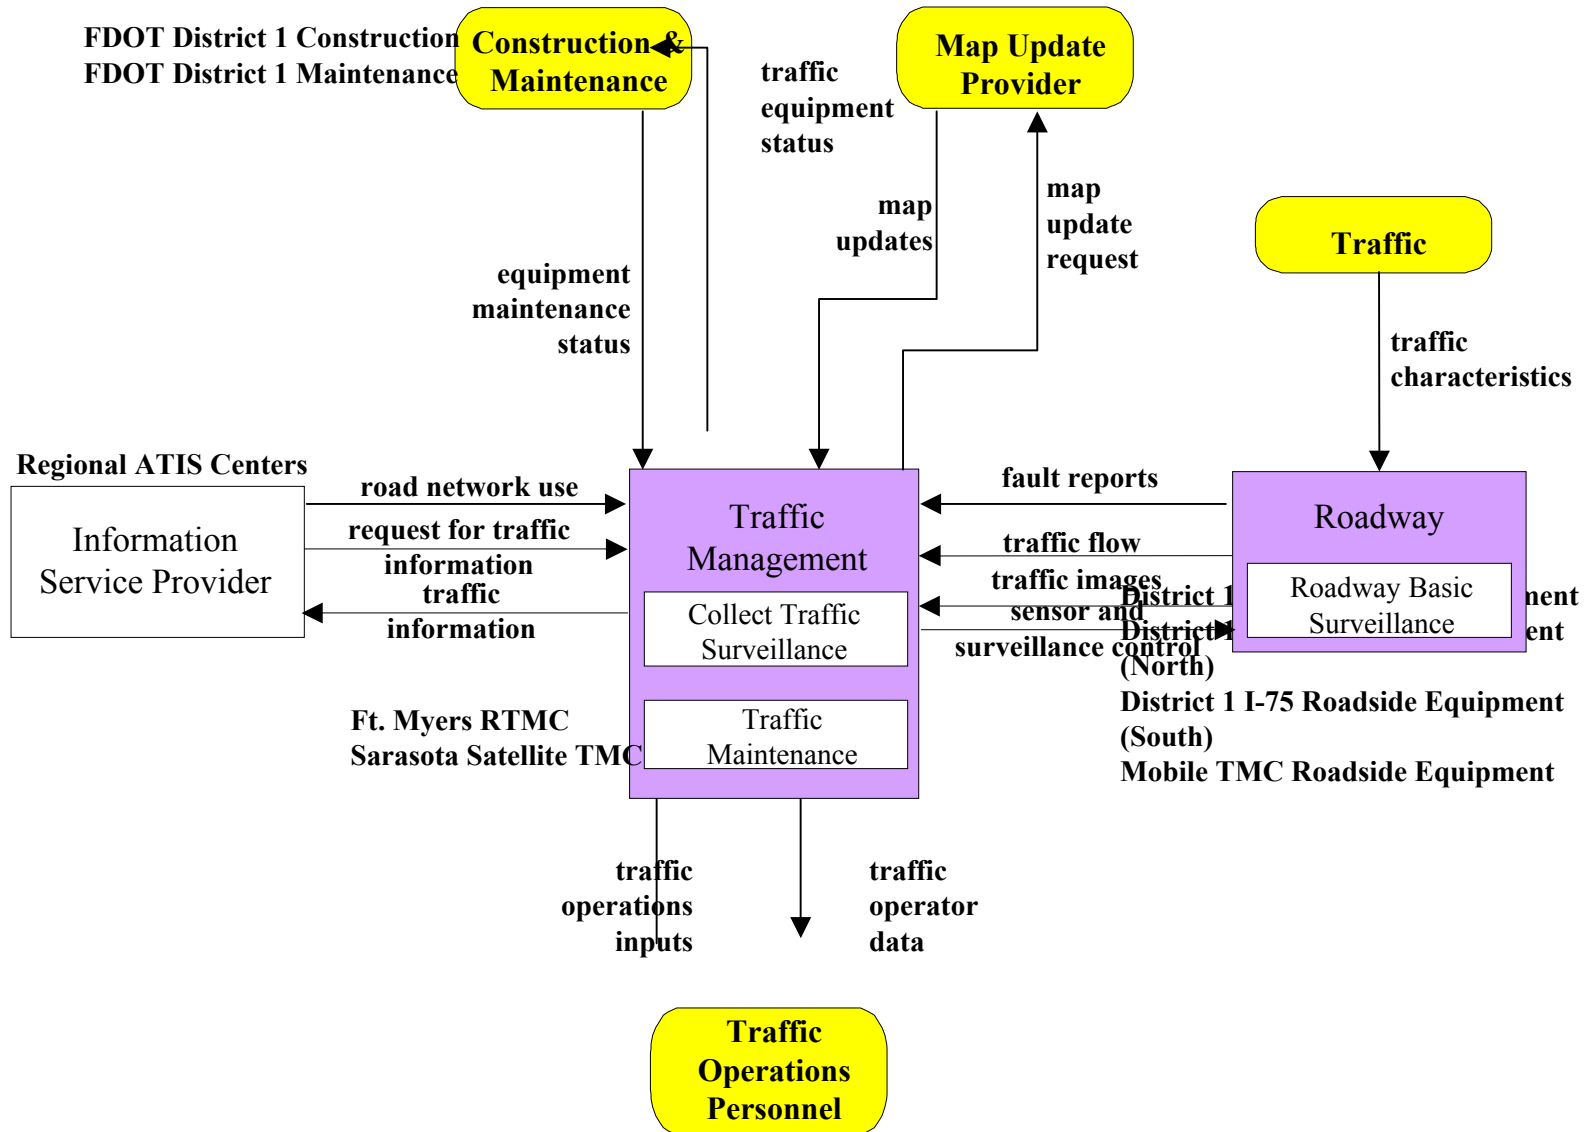 FDOT District 1 Construction
FDOT District 1 Maintenance
Construction &
Maintenance
traffic
equipment
status
Map Update
Provider
map
updates
map
update
request
Traffic
equipment
maintenance
status
traffic
characteristics
Regional ATIS Centers
Information
Service Provider
road network use
request for traffic
information
traffic
information
Traffic
Management
Collect Traffic
Surveillance
Traffic
Maintenance
fault reports
traffic flow
traffic images
sensor and
surveillance control
Roadway
Roadway Basic
Surveillance
District 1
District 1
(North)
District 1 I-75 Roadside Equipment
(South)
Mobile TMC Roadside Equipment
Ft. Myers RTMC
Sarasota Satellite TMC
traffic
operations
inputs
traffic
operator
data
Traffic
Operations
Personnel